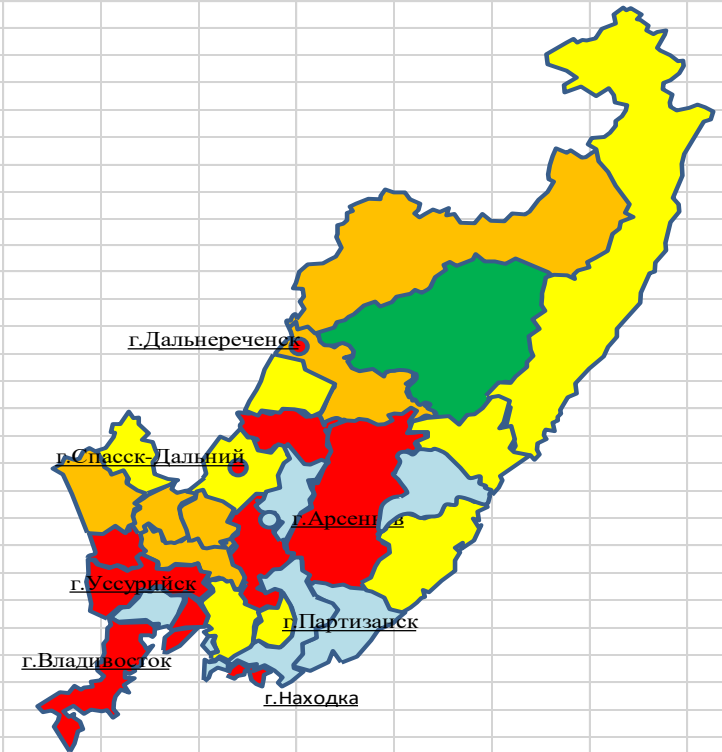 г.Дальнереченск
г.Спасск-Дальний
г.Арсеньев
г.Уссурийск
г.Партизанск
г.Владивосток
г.Находка